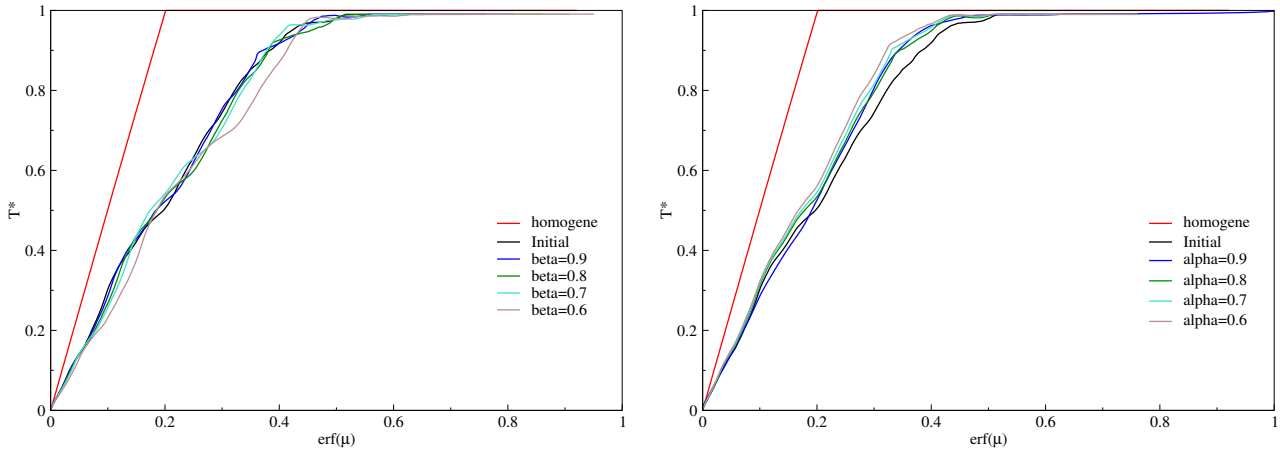 1
0.8
0.6
T*
0.4
0.2
0
0
0.2
0.4
0.6
0.8
1
erf(μ)
homogene
Initial
beta=0.9
beta=0.8
beta=0.7
beta=0.6
1
0.8
0.6
T*
0.4
0.2
0
0
0.2
0.4
0.6
0.8
1
erf(μ)
homogene
Initial
alpha=0.9
alpha=0.8
alpha=0.7
alpha=0.6